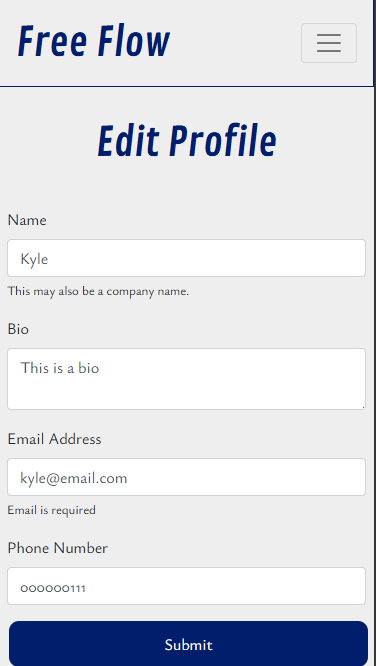 Free Flow
Edit Profile
Name
Kyle
This may also be a company name.
Bio
This is a bio
Email Address
kyle@email.com
Email is required
Phone Number
000000111
Submit